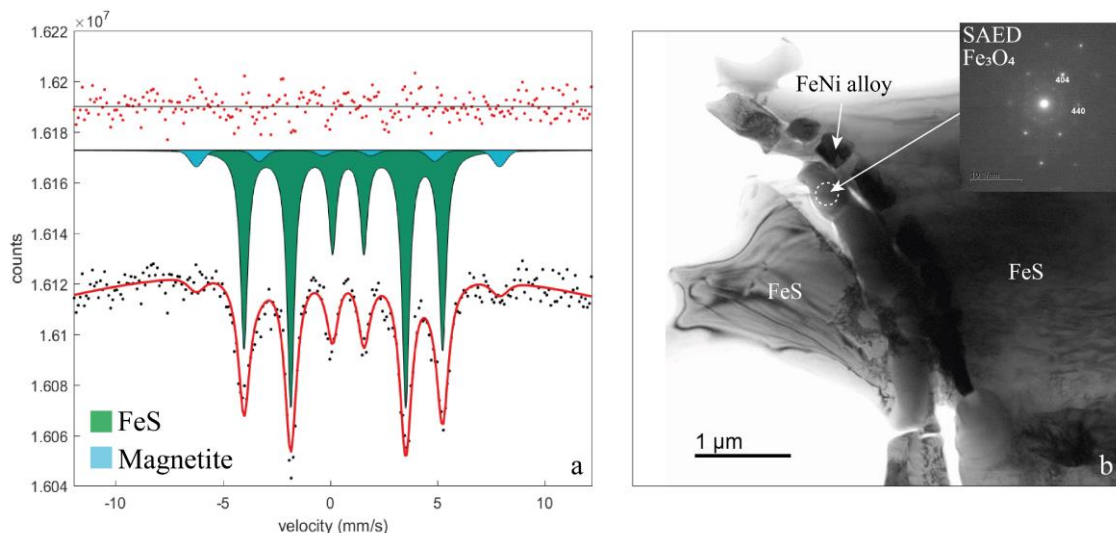 ×10⁷
1.622
1.62
1.618
1.616
1.614
1.612
1.61
1.608
1.606
1.604
counts
-10
-5
0
5
10
velocity (mm/s)
FeS
Magnetite
a
SAED
Fe₃O₄
404
440
FeNi alloy
FeS
FeS
1 µm
b